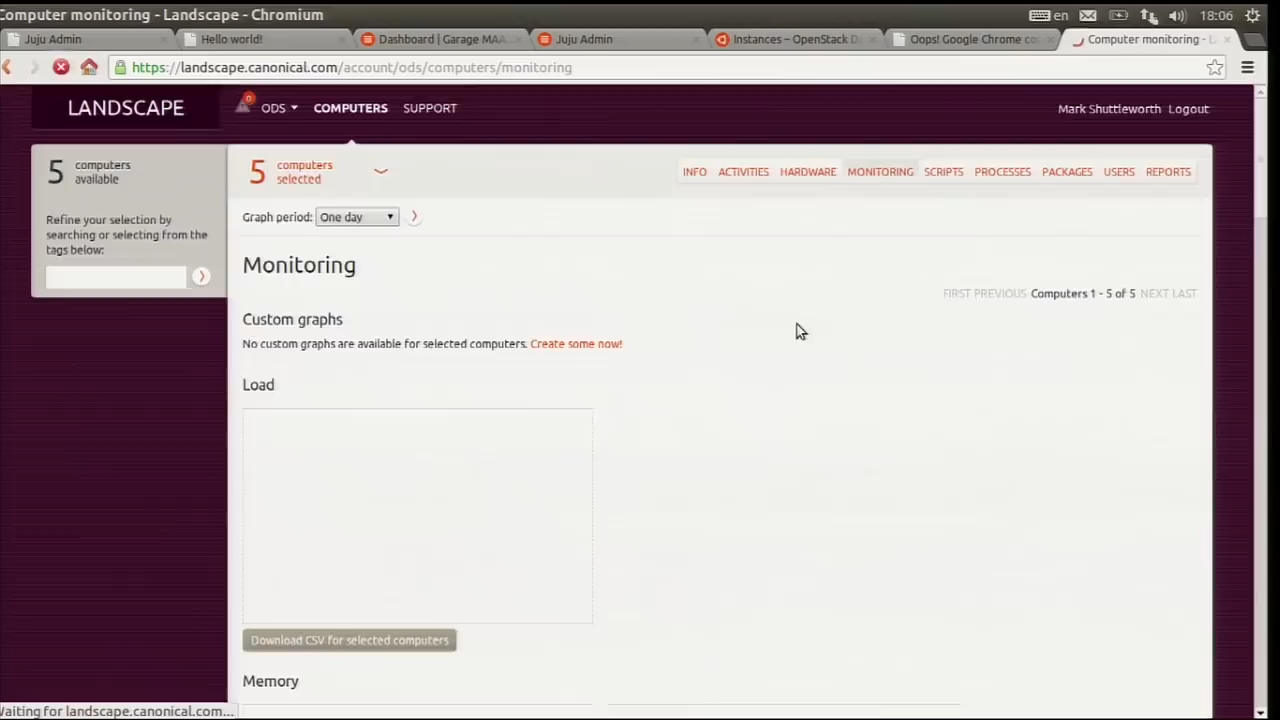 Computer monitoring - Landscape - Chromium
en
18:06
Juju Admin
Hello world!
Dashboard | Garage MAA
Juju Admin
Instances – OpenStack D
Oops! Google Chrome co
Computer monitoring - L
https://landscape.canonical.com/account/ods/computers/monitoring
LANDSCAPE
0
ODS
COMPUTERS
SUPPORT
Mark Shuttleworth
Logout
5 computers
available
5 computers
selected
INFO ACTIVITIES HARDWARE MONITORING SCRIPTS PROCESSES PACKAGES USERS REPORTS
Refine your selection by
searching or selecting from the
tags below:
Graph period: One day
Monitoring
FIRST PREVIOUS Computers 1 - 5 of 5 NEXT LAST
Custom graphs
No custom graphs are available for selected computers. Create some now!
Load
Download CSV for selected computers
Memory
Waiting for landscape.canonical.com...